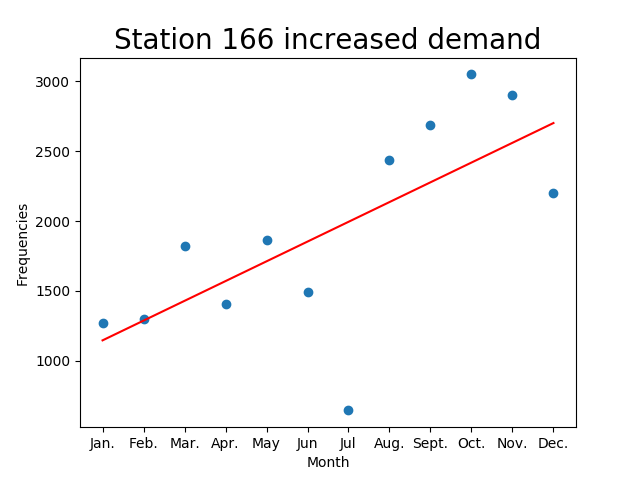 Station 166 increased demand
3000
2500
2000
1500
1000
Frequencies
Jan. Feb. Mar. Apr. May Jun Jul Aug. Sept. Oct. Nov. Dec.
Month